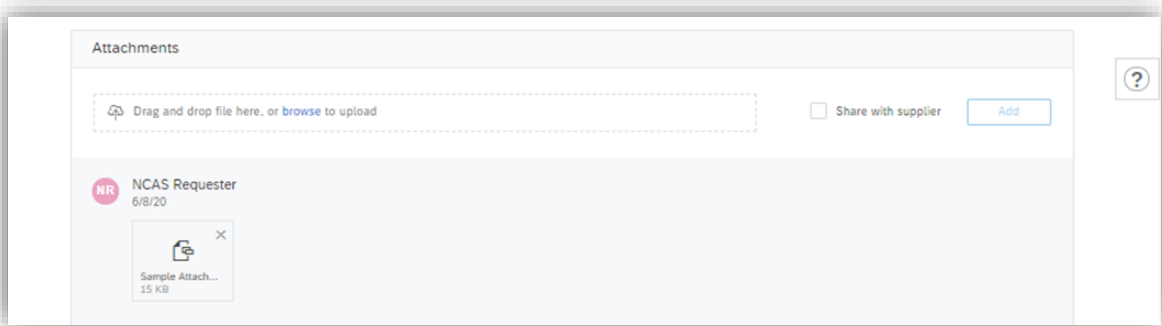 Attachments
?
Drag and drop file here, or browse to upload
Share with supplier
Add
NR
NCAS Requester
6/8/20
Sample Attach...
15 KB